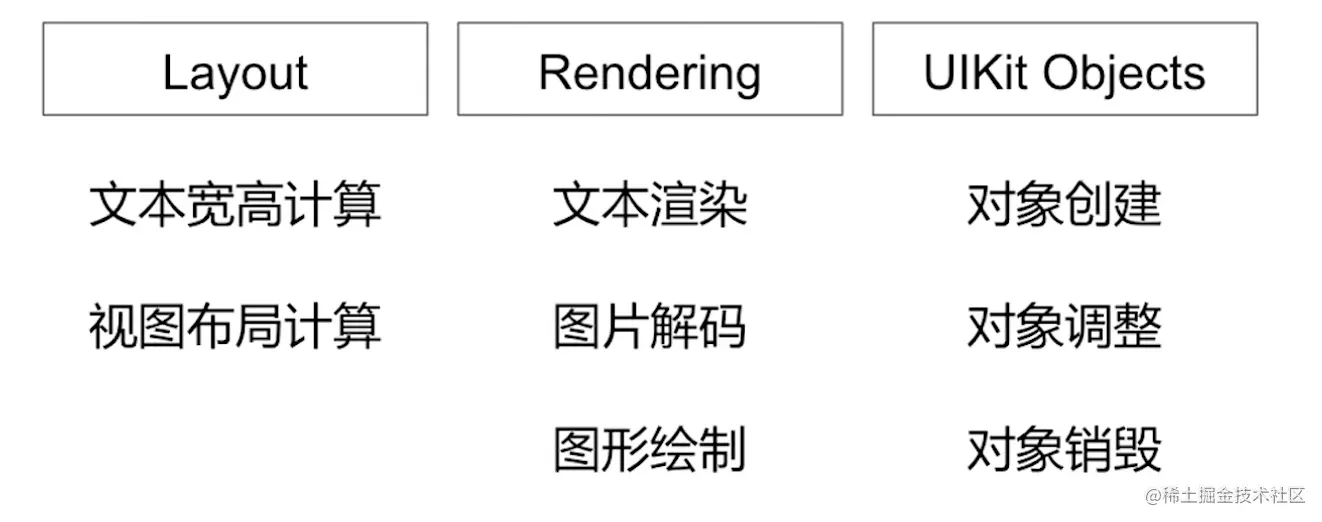 Layout
Rendering
UIKit Objects
文本宽高计算
文本渲染
对象创建
视图布局计算
图片解码
对象调整
图形绘制
对象销毁
@稀土掘金技术社区